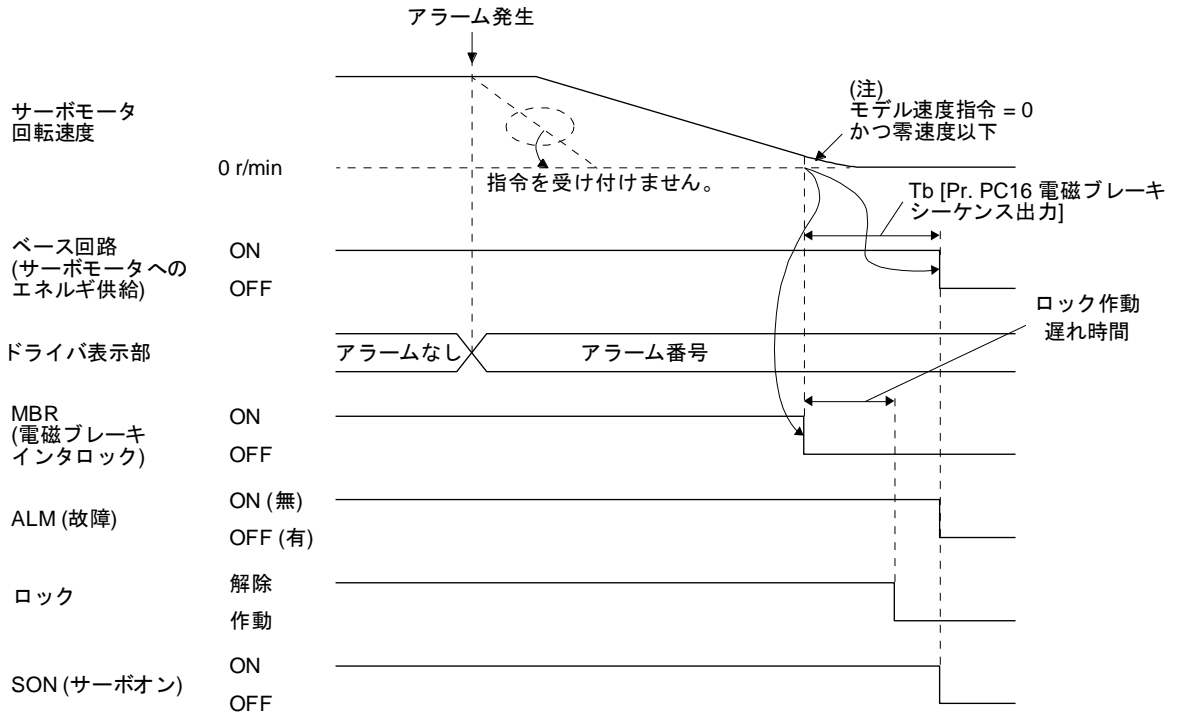 アラーム発生
サーボモータ
回転速度
0 r/min
(注)
モデル速度指令 = 0
かつ零速度以下
指令を受け付けません。
Tb [Pr. PC16 電磁ブレーキ
シーケンス出力]
ベース回路
(サーボモータへの
エネルギ供給)
ON
OFF
ロック作動
遅れ時間
ドライバ表示部
アラームなし
アラーム番号
MBR
(電磁ブレーキ
インタロック)
ON
OFF
ALM (故障)
ON (無)
OFF (有)
ロック
解除
作動
SON (サーボオン)
ON
OFF